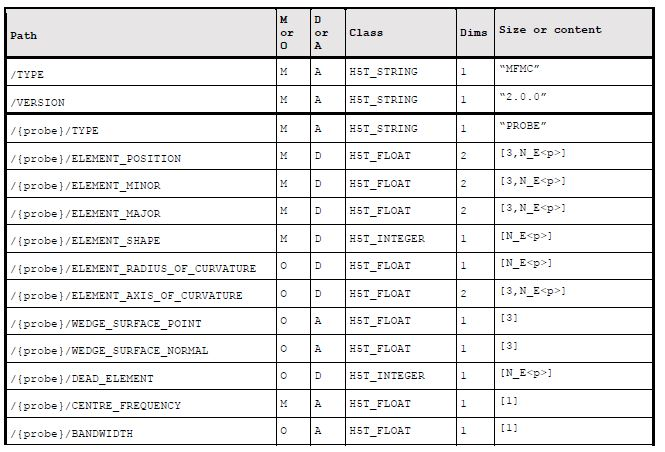 Path M or O D or A Class Dims Size or content
/TYPE M A H5T_STRING 1 “MFMC”
/VERSION M A H5T_STRING 1 “2.0.0”
/{probe}/TYPE M A H5T_STRING 1 “PROBE”
/{probe}/ELEMENT_POSITION M D H5T_FLOAT 2 [3,N_E<p>]
/{probe}/ELEMENT_MINOR M D H5T_FLOAT 2 [3,N_E<p>]
/{probe}/ELEMENT_MAJOR M D H5T_FLOAT 2 [3,N_E<p>]
/{probe}/ELEMENT_SHAPE M D H5T_INTEGER 1 [N_E<p>]
/{probe}/ELEMENT_RADIUS_OF_CURVATURE O D H5T_FLOAT 1 [N_E<p>]
/{probe}/ELEMENT_AXIS_OF_CURVATURE O D H5T_FLOAT 2 [3,N_E<p>]
/{probe}/WEDGE_SURFACE_POINT O A H5T_FLOAT 1 [3]
/{probe}/WEDGE_SURFACE_NORMAL O A H5T_FLOAT 1 [3]
/{probe}/DEAD_ELEMENT O D H5T_INTEGER 1 [N_E<p>]
/{probe}/CENTRE_FREQUENCY M A H5T_FLOAT 1 [1]
/{probe}/BANDWIDTH O A H5T_FLOAT 1 [1]